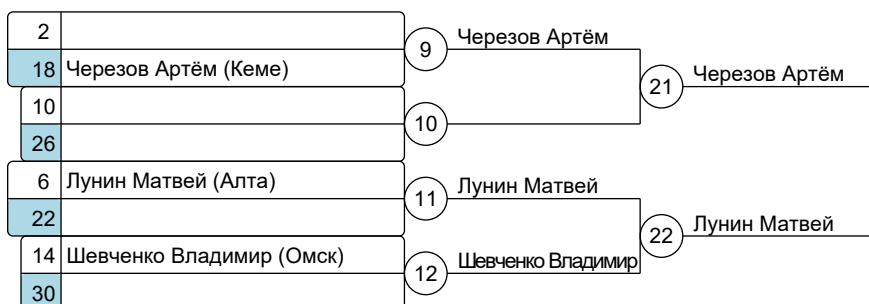 2
9
Черезов Артём
18 Черезов Артём (Кеме)
21
Черезов Артём
10
10
26
6 Лунин Матвей (Алта)
11
Лунин Матвей
22
22
Лунин Матвей
14 Шевченко Владимир (Омск)
12
Шевченко Владимир
30